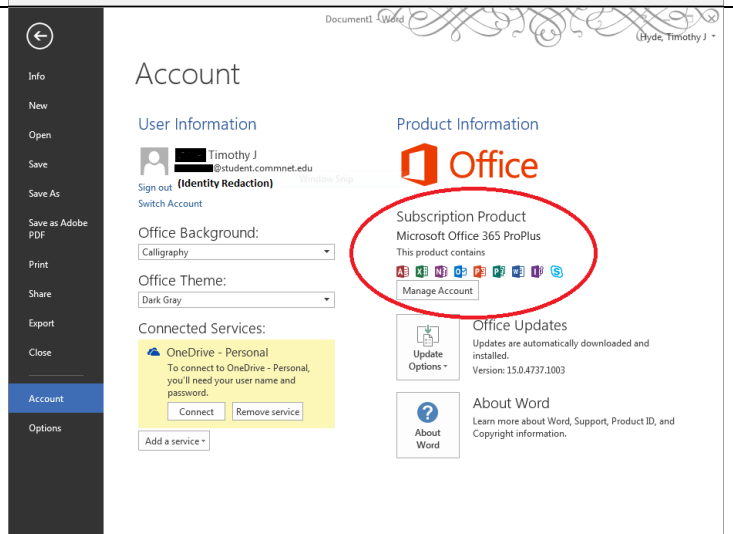 Document1 - Word
Hyde, Timothy J
Info
New
Open
Save
Save As
Save as Adobe
PDF
Print
Share
Export
Close
Account
Options
Account
User Information
Timothy J
@student.commnet.edu
Sign out
(Identity Redaction)
Window Snip
Switch Account
Office Background:
Calligraphy
Office Theme:
Dark Gray
Connected Services:
OneDrive - Personal
To connect to OneDrive - Personal,
you'll need your user name and
password.
Connect
Remove service
Add a service
Product Information
Office
Subscription Product
Microsoft Office 365 ProPlus
This product contains
Manage Account
Update
Options
Office Updates
Updates are automatically downloaded and
installed.
Version: 15.0.4737.1003
?
About
Word
About Word
Learn more about Word, Support, Product ID, and
Copyright information.